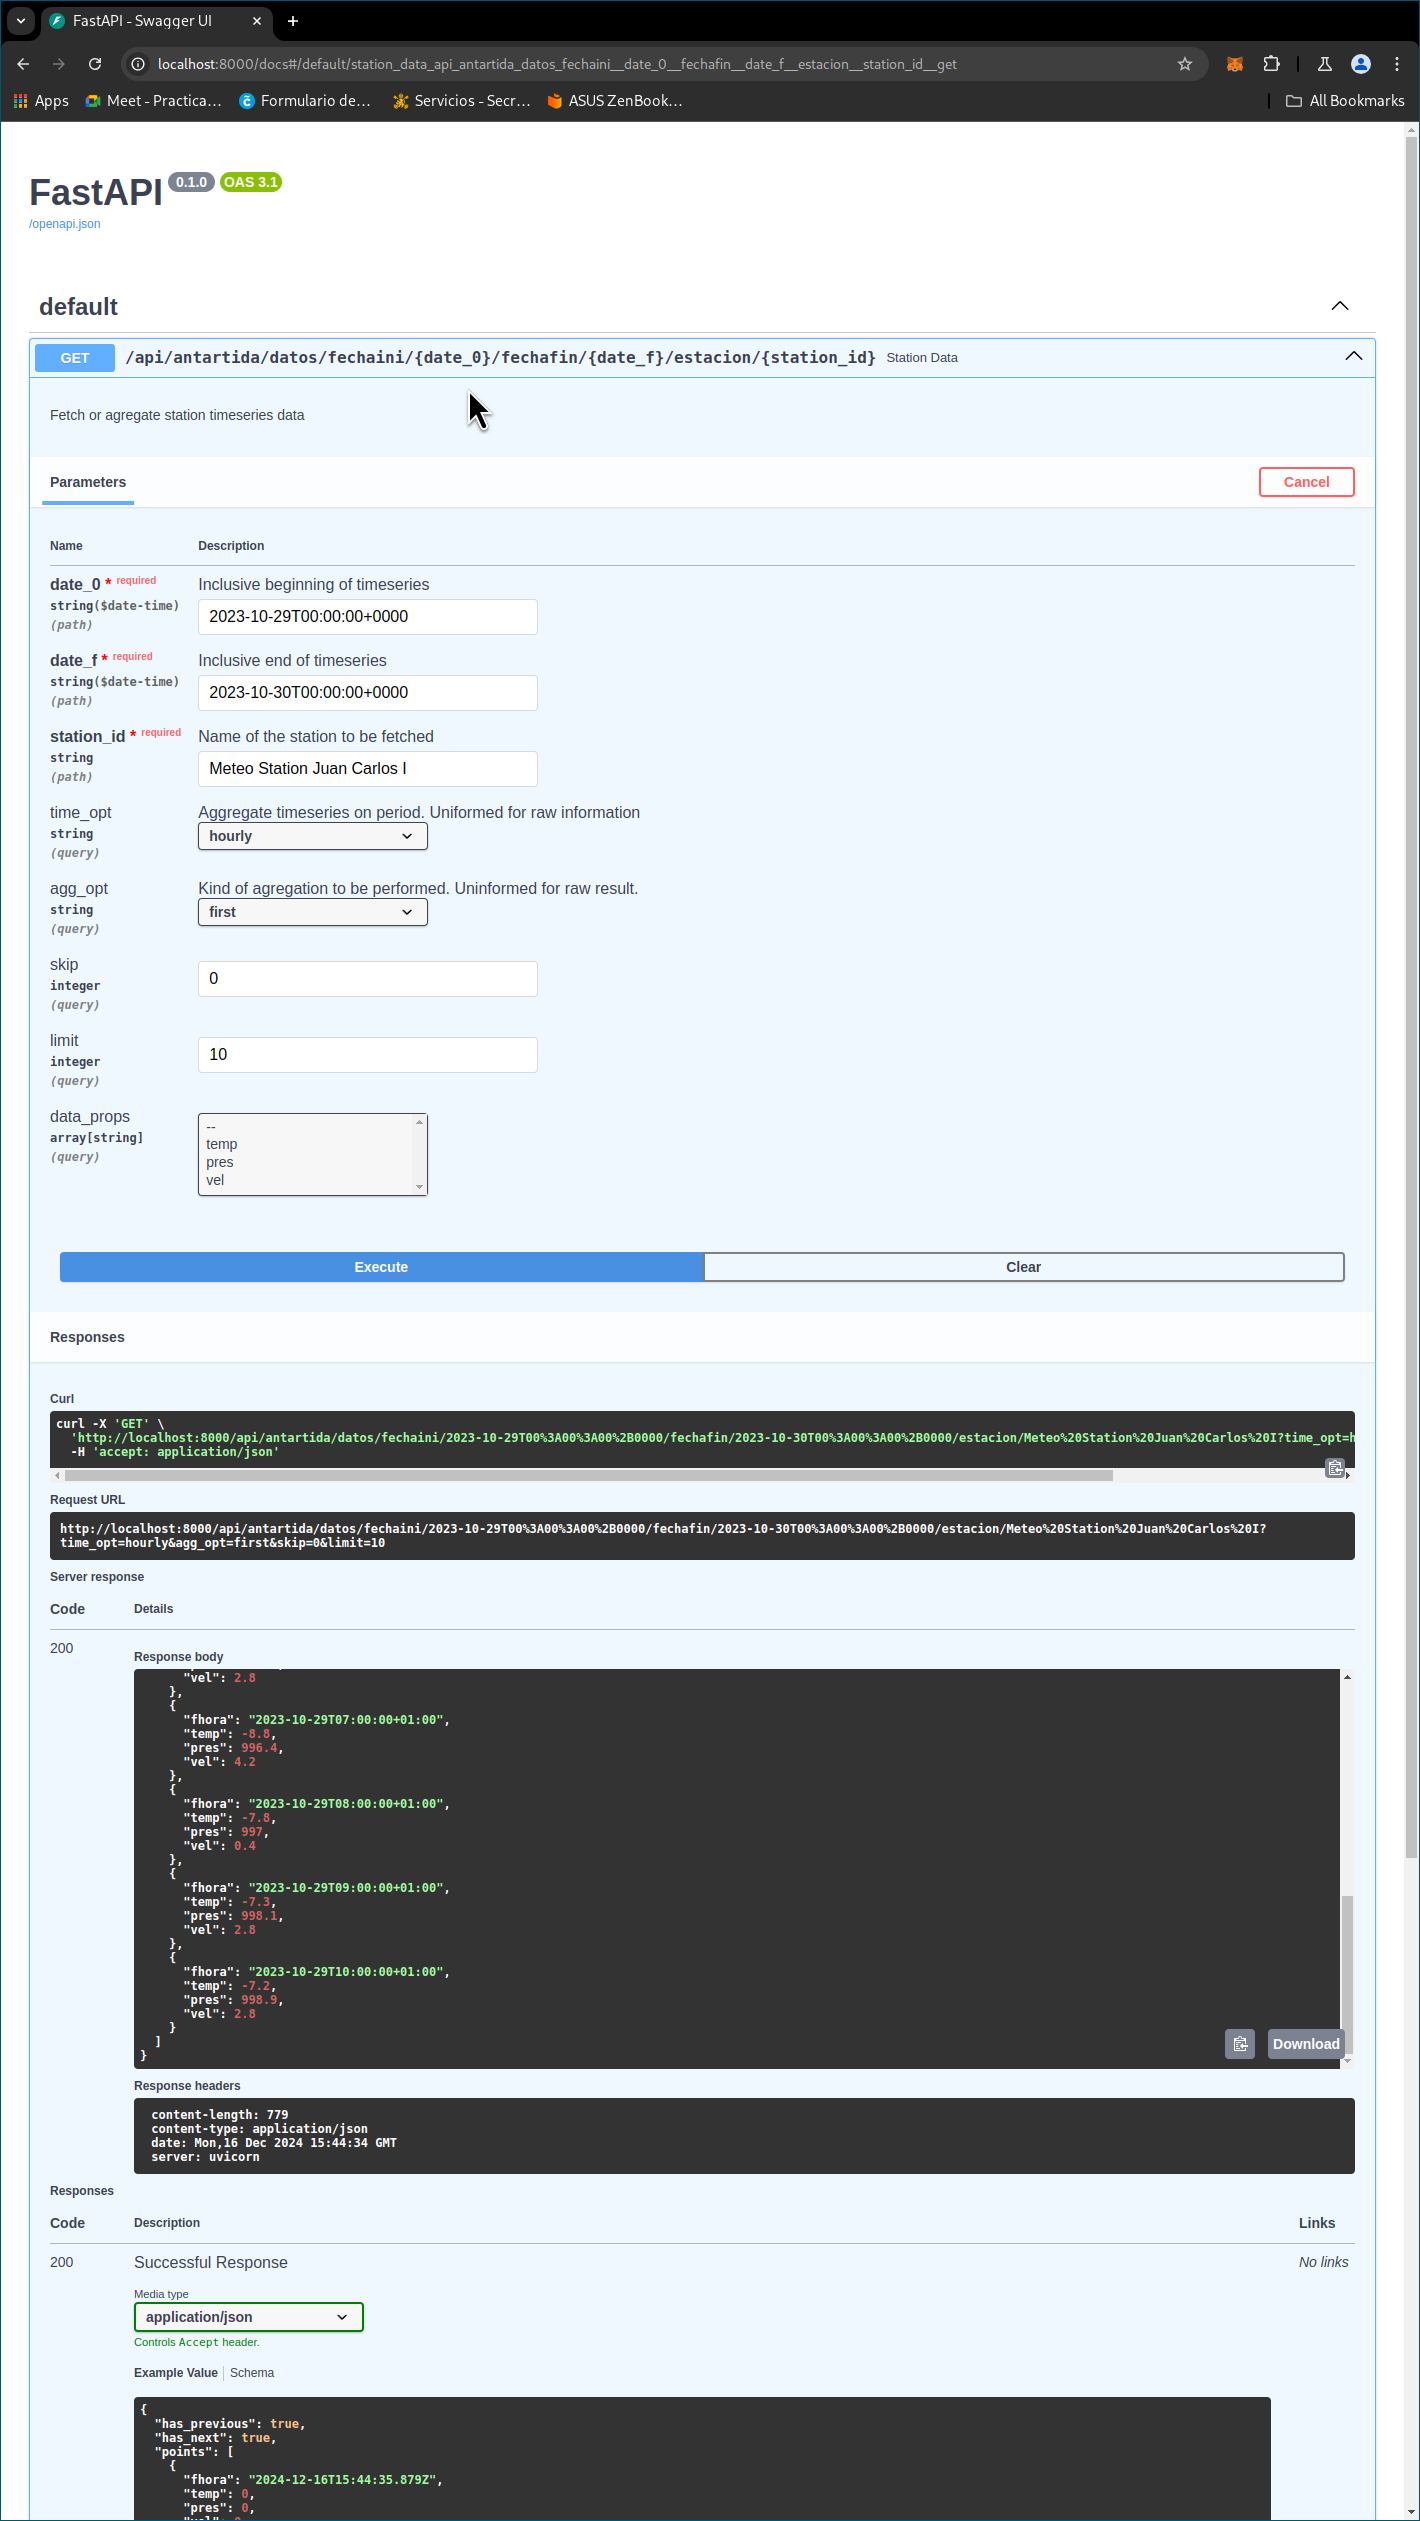 FastAPI - Swagger UI
localhost:8000/docs#/default/station_data_api_antartida_datos_fechaini__date_0__fechafin__date_f__estacion__station_id__get
Apps Meet - Practica... Formulario de... Servicios - Secr... ASUS ZenBook... All Bookmarks
FastAPI 0.1.0 OAS 3.1
/openapi.json
default
GET /api/antartida/datos/fechaini/{date_0}/fechafin/{date_f}/estacion/{station_id} Station Data
Fetch or agregate station timeseries data
Parameters Cancel
Name Description
date_0 * required Inclusive beginning of timeseries
string($date-time) 2023-10-29T00:00:00+0000
(path)
date_f * required Inclusive end of timeseries
string($date-time) 2023-10-30T00:00:00+0000
(path)
station_id * required Name of the station to be fetched
string Meteo Station Juan Carlos I
(path)
time_opt Aggregate timeseries on period. Uniformed for raw information
string hourly
(query)
agg_opt Kind of agregation to be performed. Uninformed for raw result.
string first
(query)
skip 0
integer
(query)
limit 10
integer
(query)
data_props --
array[string] temp
(query) pres
vel
Execute Clear
Responses
Curl
curl -X 'GET' \
'http://localhost:8000/api/antartida/datos/fechaini/2023-10-29T00%3A00%3A00%2B0000/fechafin/2023-10-30T00%3A00%3A00%2B0000/estacion/Meteo%20Station%20Juan%20Carlos%20I?time_opt=h
-H 'accept: application/json'
Request URL
http://localhost:8000/api/antartida/datos/fechaini/2023-10-29T00%3A00%3A00%2B0000/fechafin/2023-10-30T00%3A00%3A00%2B0000/estacion/Meteo%20Station%20Juan%20Carlos%20I?
time_opt=hourly&agg_opt=first&skip=0&limit=10
Server response
Code Details
200
Response body
"vel": 2.8
},
{
"fhora": "2023-10-29T07:00:00+01:00",
"temp": -8.8,
"pres": 996.4,
"vel": 4.2
},
{
"fhora": "2023-10-29T08:00:00+01:00",
"temp": -7.8,
"pres": 997,
"vel": 0.4
},
{
"fhora": "2023-10-29T09:00:00+01:00",
"temp": -7.3,
"pres": 998.1,
"vel": 2.8
},
{
"fhora": "2023-10-29T10:00:00+01:00",
"temp": -7.2,
"pres": 998.9,
"vel": 2.8
}
]
}
Download
Response headers
content-length: 779
content-type: application/json
date: Mon,16 Dec 2024 15:44:34 GMT
server: uvicorn
Responses
Code Description Links
200 Successful Response No links
Media type
application/json
Controls Accept header.
Example Value Schema
{
"has_previous": true,
"has_next": true,
"points": [
{
"fhora": "2024-12-16T15:44:35.879Z",
"temp": 0,
"pres": 0,